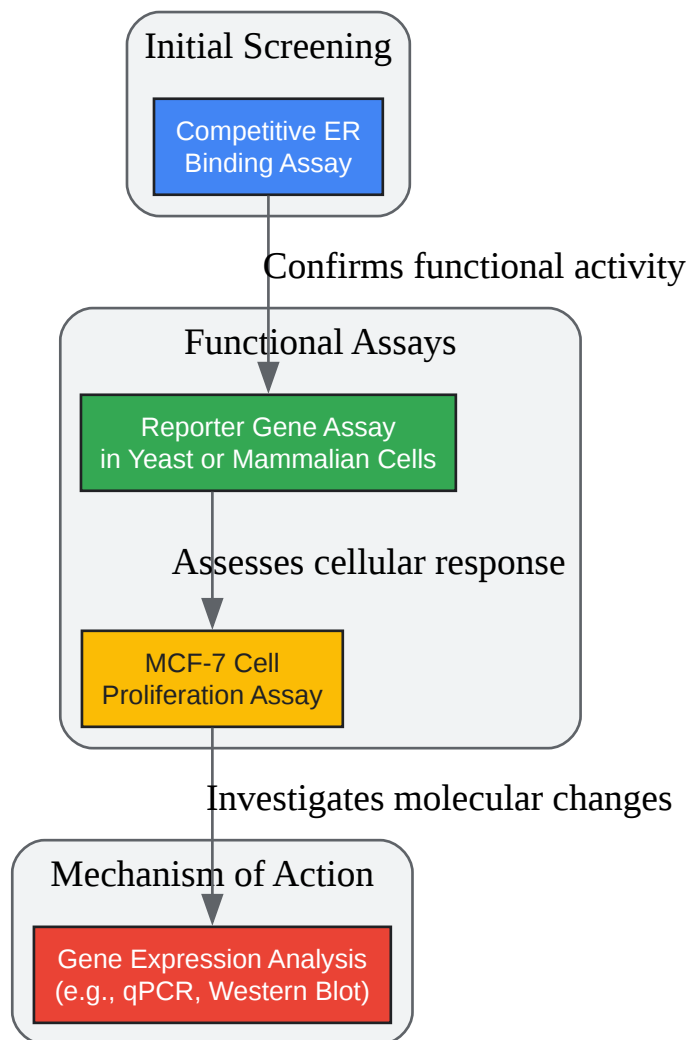 Initial Screening
Competitive ER
Binding Assay
Confirms functional activity
Functional Assays
Reporter Gene Assay
in Yeast or Mammalian Cells
Assesses cellular response
MCF-7 Cell
Proliferation Assay
Investigates molecular changes
Mechanism of Action
Gene Expression Analysis
(e.g., qPCR, Western Blot)